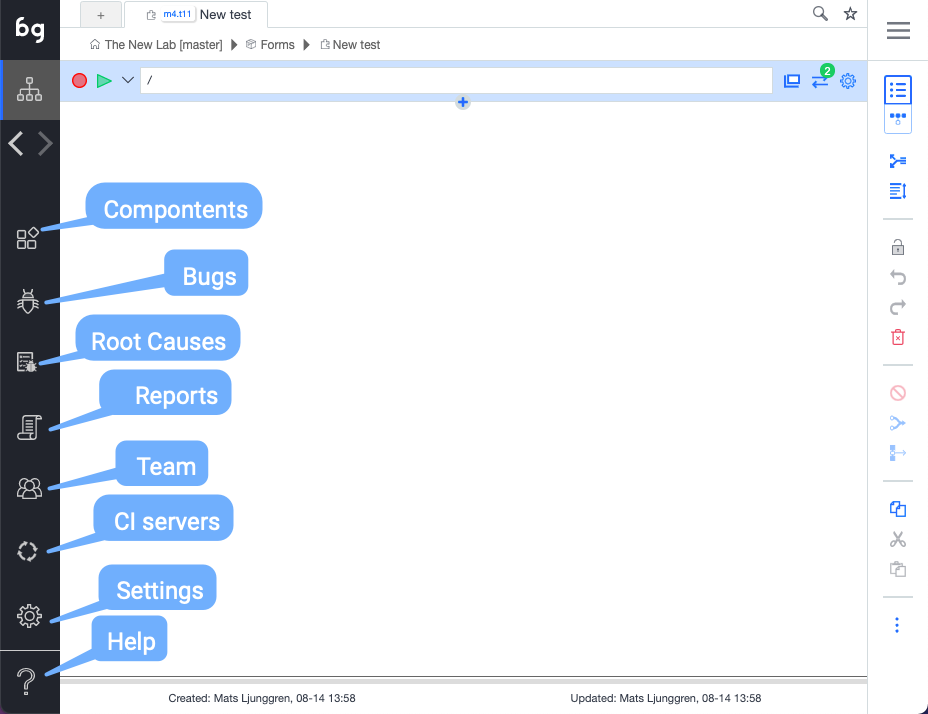 bg
+ m4.t11 New test
The New Lab [master] Forms New test
/
2
Compontents
Bugs
Root Causes
Reports
Team
CI servers
Settings
Help
Created: Mats Ljunggren, 08-14 13:58 Updated: Mats Ljunggren, 08-14 13:58